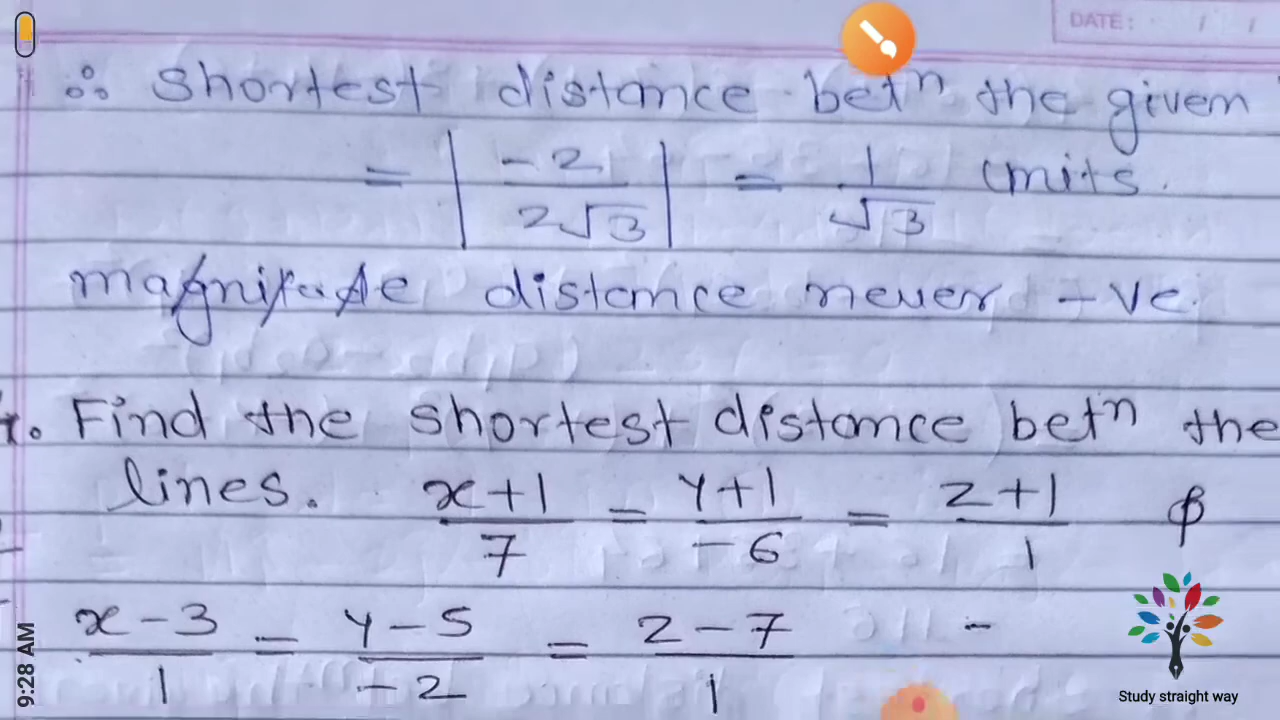 DATE: / /
∴ Shortest distance betⁿ the given
= | -2 / 2√3 | = 1/√3 units.
magnitude distance never -ve.
Find the shortest distance betⁿ the
lines. x+1/7 = y+1/-6 = z+1/1 &
x-3/1 = y-5/-2 = z-7/1 -
Study straight way
9:28 AM